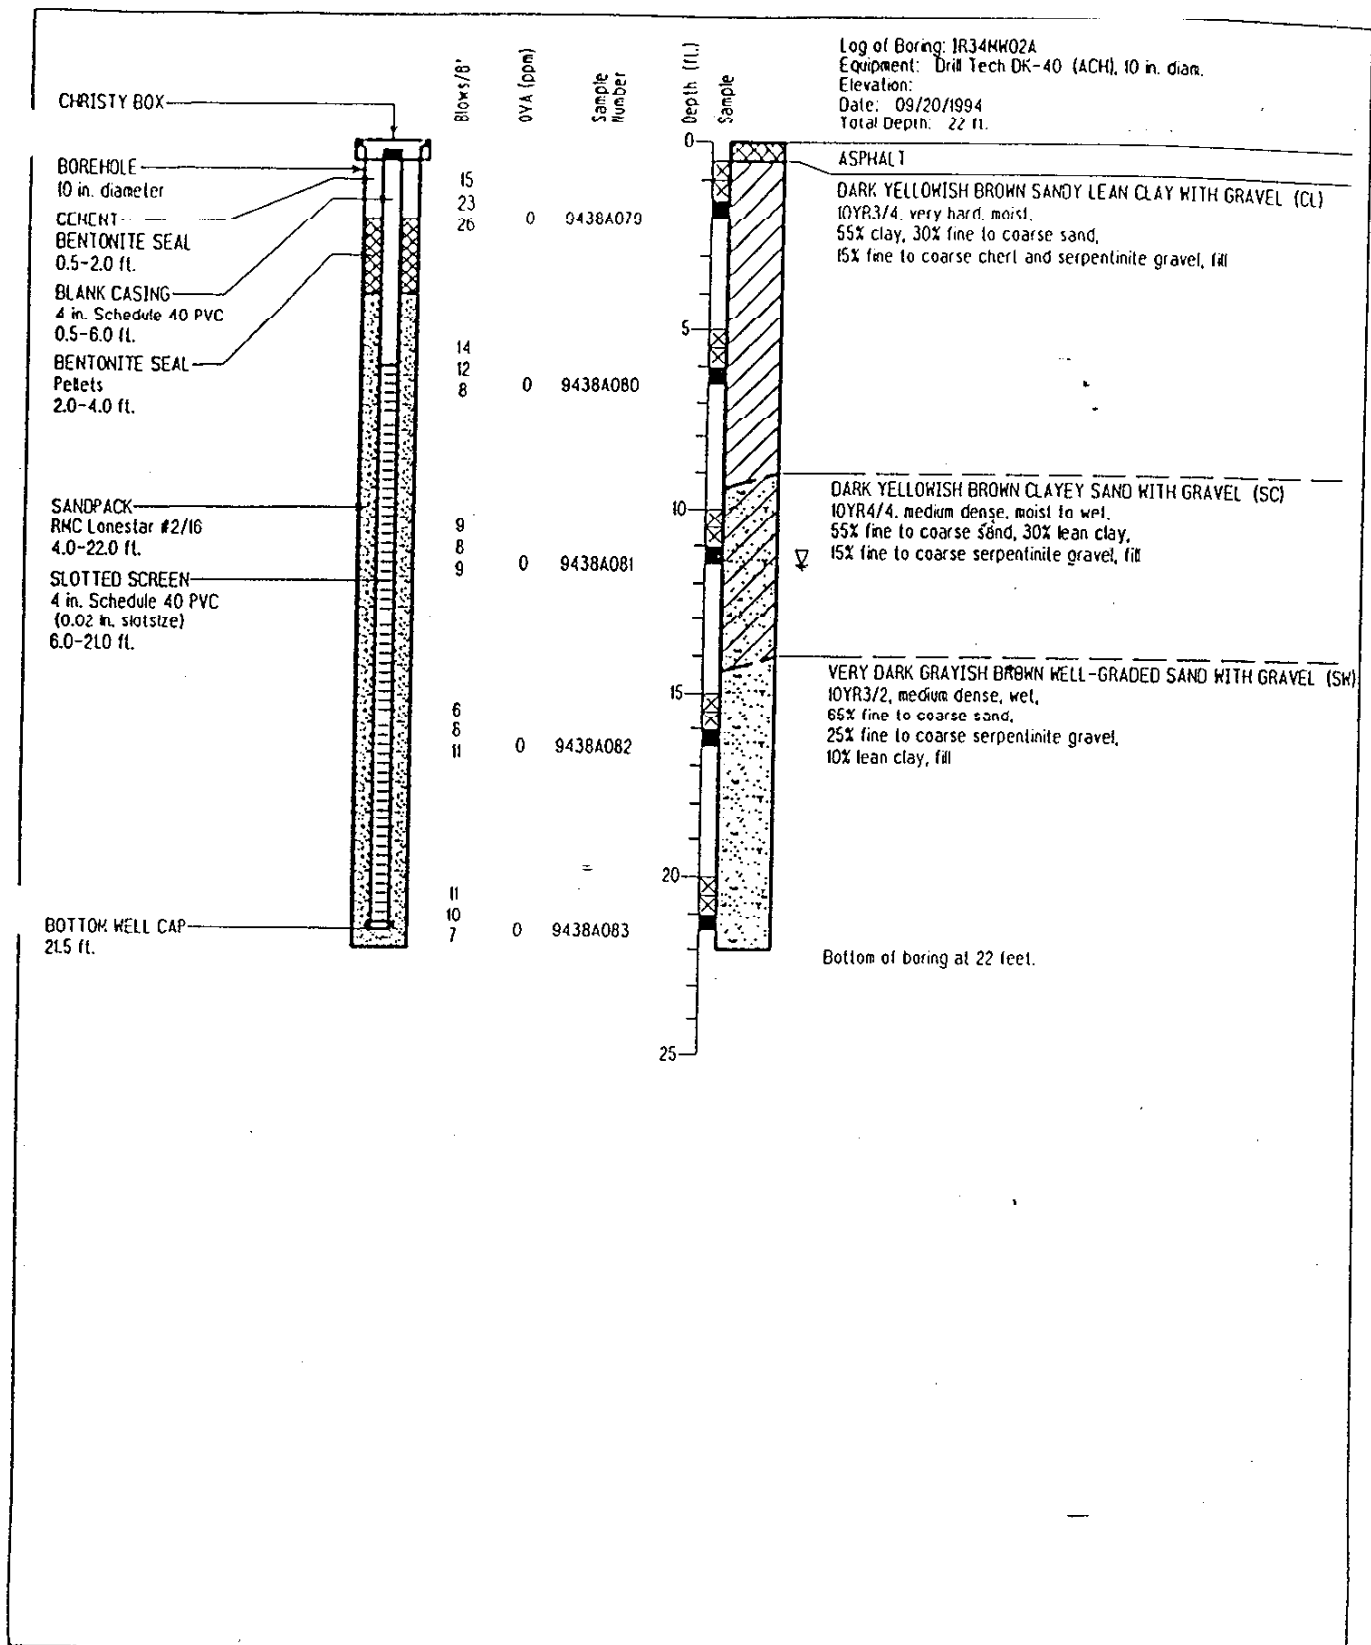 Log of Boring: IR34MW02A
Equipment: Drill Tech DK-40 (ACH), 10 in. diam.
Elevation:
Date: 09/20/1994
Total Depth: 22 ft.
Blows/6"
OVA (ppm)
Sample
Number
Depth (ft.)
Sample
CHRISTY BOX
BOREHOLE
10 in. diameter
CEMENT
BENTONITE SEAL
0.5-2.0 ft.
BLANK CASING
4 in. Schedule 40 PVC
0.5-6.0 ft.
BENTONITE SEAL
Pellets
2.0-4.0 ft.
SANDPACK
RMC Lonestar #2/16
4.0-22.0 ft.
SLOTTED SCREEN
4 in. Schedule 40 PVC
(0.02 in. slotsize)
6.0-21.0 ft.
BOTTOM WELL CAP
21.5 ft.
15
23
26 0 9438A079
14
12
8 0 9438A080
9
8
9 0 9438A081
6
8
11 0 9438A082
11
10
7 0 9438A083
0
5
10
15
20
25
ASPHALT
DARK YELLOWISH BROWN SANDY LEAN CLAY WITH GRAVEL (CL)
10YR3/4, very hard, moist,
55% clay, 30% fine to coarse sand,
15% fine to coarse chert and serpentinite gravel, fill
DARK YELLOWISH BROWN CLAYEY SAND WITH GRAVEL (SC)
10YR4/4, medium dense, moist to wet,
55% fine to coarse sand, 30% lean clay,
15% fine to coarse serpentinite gravel, fill
VERY DARK GRAYISH BROWN WELL-GRADED SAND WITH GRAVEL (SW)
10YR3/2, medium dense, wet,
65% fine to coarse sand,
25% fine to coarse serpentinite gravel,
10% lean clay, fill
Bottom of boring at 22 feet.